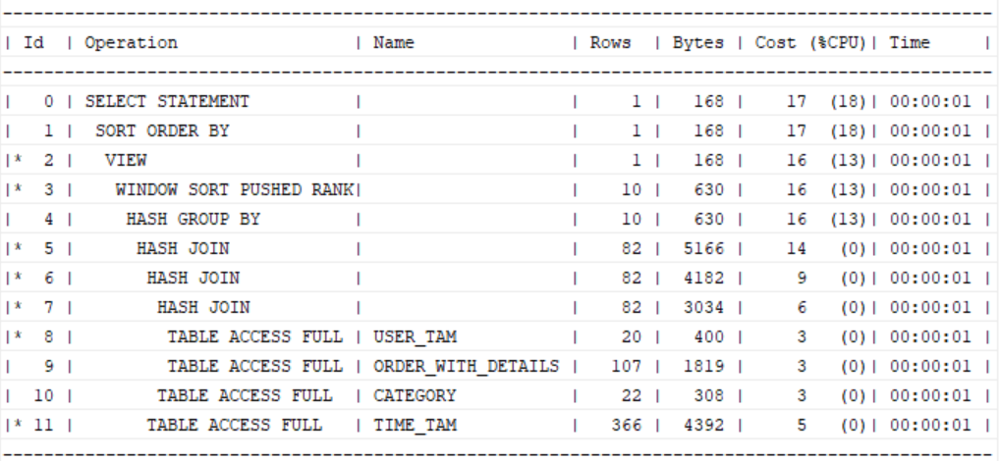 ---------------------------------------------------------------------------------------------
| Id  | Operation                  | Name               | Rows  | Bytes | Cost (%CPU)| Time     |
---------------------------------------------------------------------------------------------
|   0 | SELECT STATEMENT           |                    |     1 |   168 |    17  (18)| 00:00:01 |
|   1 |  SORT ORDER BY             |                    |     1 |   168 |    17  (18)| 00:00:01 |
|*  2 |   VIEW                     |                    |     1 |   168 |    16  (13)| 00:00:01 |
|*  3 |    WINDOW SORT PUSHED RANK|                    |    10 |   630 |    16  (13)| 00:00:01 |
|   4 |     HASH GROUP BY          |                    |    10 |   630 |    16  (13)| 00:00:01 |
|*  5 |      HASH JOIN             |                    |    82 |  5166 |    14   (0)| 00:00:01 |
|*  6 |       HASH JOIN            |                    |    82 |  4182 |     9   (0)| 00:00:01 |
|*  7 |        HASH JOIN           |                    |    82 |  3034 |     6   (0)| 00:00:01 |
|*  8 |         TABLE ACCESS FULL | USER_TAM           |    20 |   400 |     3   (0)| 00:00:01 |
|   9 |         TABLE ACCESS FULL | ORDER_WITH_DETAILS |   107 |  1819 |     3   (0)| 00:00:01 |
|  10 |        TABLE ACCESS FULL  | CATEGORY           |    22 |   308 |     3   (0)| 00:00:01 |
|* 11 |       TABLE ACCESS FULL   | TIME_TAM           |   366 |  4392 |     5   (0)| 00:00:01 |
---------------------------------------------------------------------------------------------